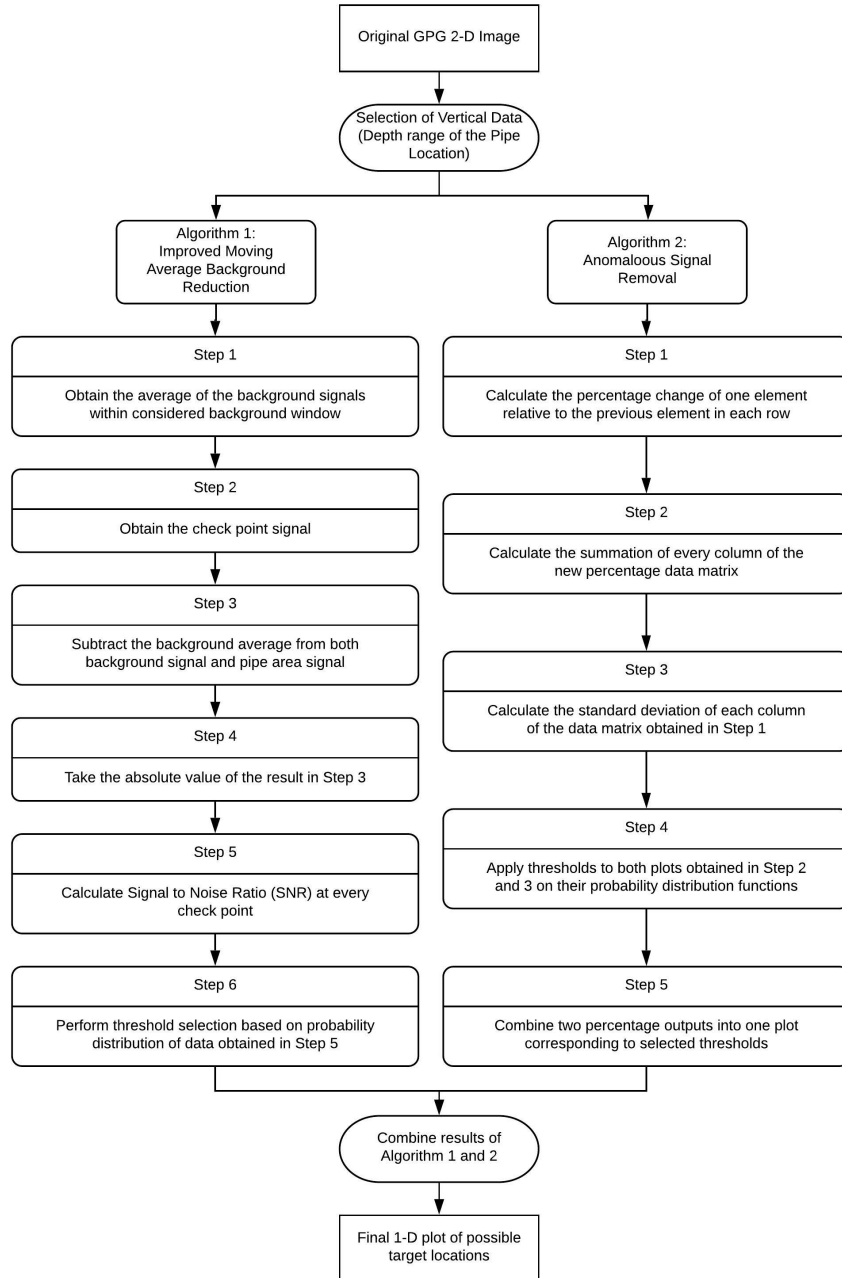 Original GPG 2-D Image
Selection of Vertical Data
(Depth range of the Pipe
Location)
Algorithm 1:
Improved Moving
Average Background
Reduction
Step 1
Obtain the average of the background signals
within considered background window
Step 2
Obtain the check point signal
Step 3
Subtract the background average from both
background signal and pipe area signal
Step 4
Take the absolute value of the result in Step 3
Step 5
Calculate Signal to Noise Ratio (SNR) at every
check point
Step 6
Perform threshold selection based on probability
distribution of data obtained in Step 5
Algorithm 2:
Anomalous Signal
Removal
Step 1
Calculate the percentage change of one element
relative to the previous element in each row
Step 2
Calculate the summation of every column of the
new percentage data matrix
Step 3
Calculate the standard deviation of each column
of the data matrix obtained in Step 1
Step 4
Apply thresholds to both plots obtained in Step 2
and 3 on their probability distribution functions
Step 5
Combine two percentage outputs into one plot
corresponding to selected thresholds
Combine results of
Algorithm 1 and 2
Final 1-D plot of possible
target locations